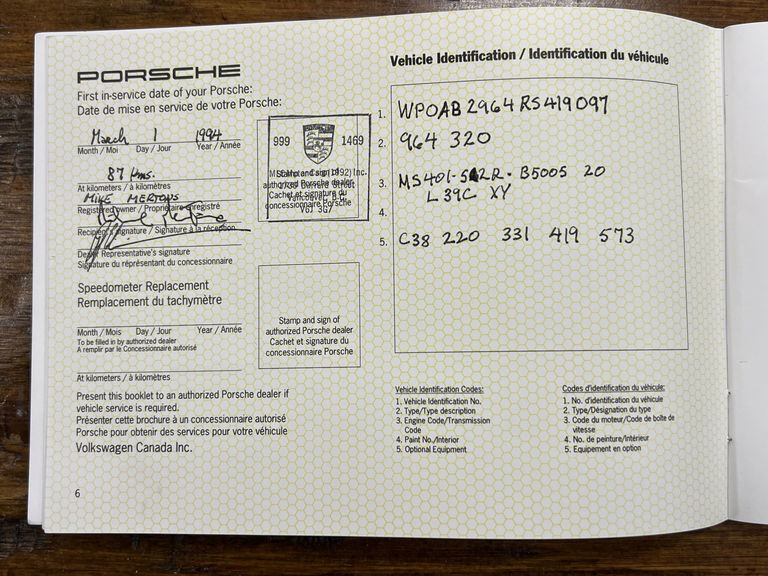 PORSCHE
First in-service date of your Porsche:
Date de mise en service de votre Porsche:
March 1 1994
Month / Moi Day / Jour Year / Année
87 kms.
At kilometers / à kilomètres
MIKE MERTONS
Registered owner / Propriétaire enregistré
Recipient's signature / Signature à la réception
Dealer Representative's signature
Signature du réprésentant du concessionnaire
999 1469
Stamp and sign of
authorized Porsche dealer
Cachet et signature du
concessionnaire Porsche
Vancouver, B.C.
V6J 3G7
Speedometer Replacement
Remplacement du tachymètre
Month / Mois Day / Jour Year / Année
To be filled in by authorized dealer
A remplir par le Concessionnaire autorisé
At kilometers / à kilomètres
Stamp and sign of
authorized Porsche dealer
Cachet et signature du
concessionnaire Porsche
Present this booklet to an authorized Porsche dealer if
vehicle service is required.
Présenter cette brochure à un concessionnaire autorisé
Porsche pour obtenir des services pour votre véhicule
Volkswagen Canada Inc.
6
Vehicle Identification / Identification du véhicule
1. WPOAB2964RS419097
2. 964 320
3. B5005 20
L39C XY
4.
5. C38 220 331 419 573
Vehicle Identification Codes:
1. Vehicle Identification No.
2. Type/Type description
3. Engine Code/Transmission
Code
4. Paint No./Interior
5. Optional Equipment
Codes d'identification du véhicule:
1. No. d'identification du véhicule
2. Type/Désignation du type
3. Code du moteur/Code de boîte de
vitesse
4. No. de peinture/Intérieur
5. Equipement en option